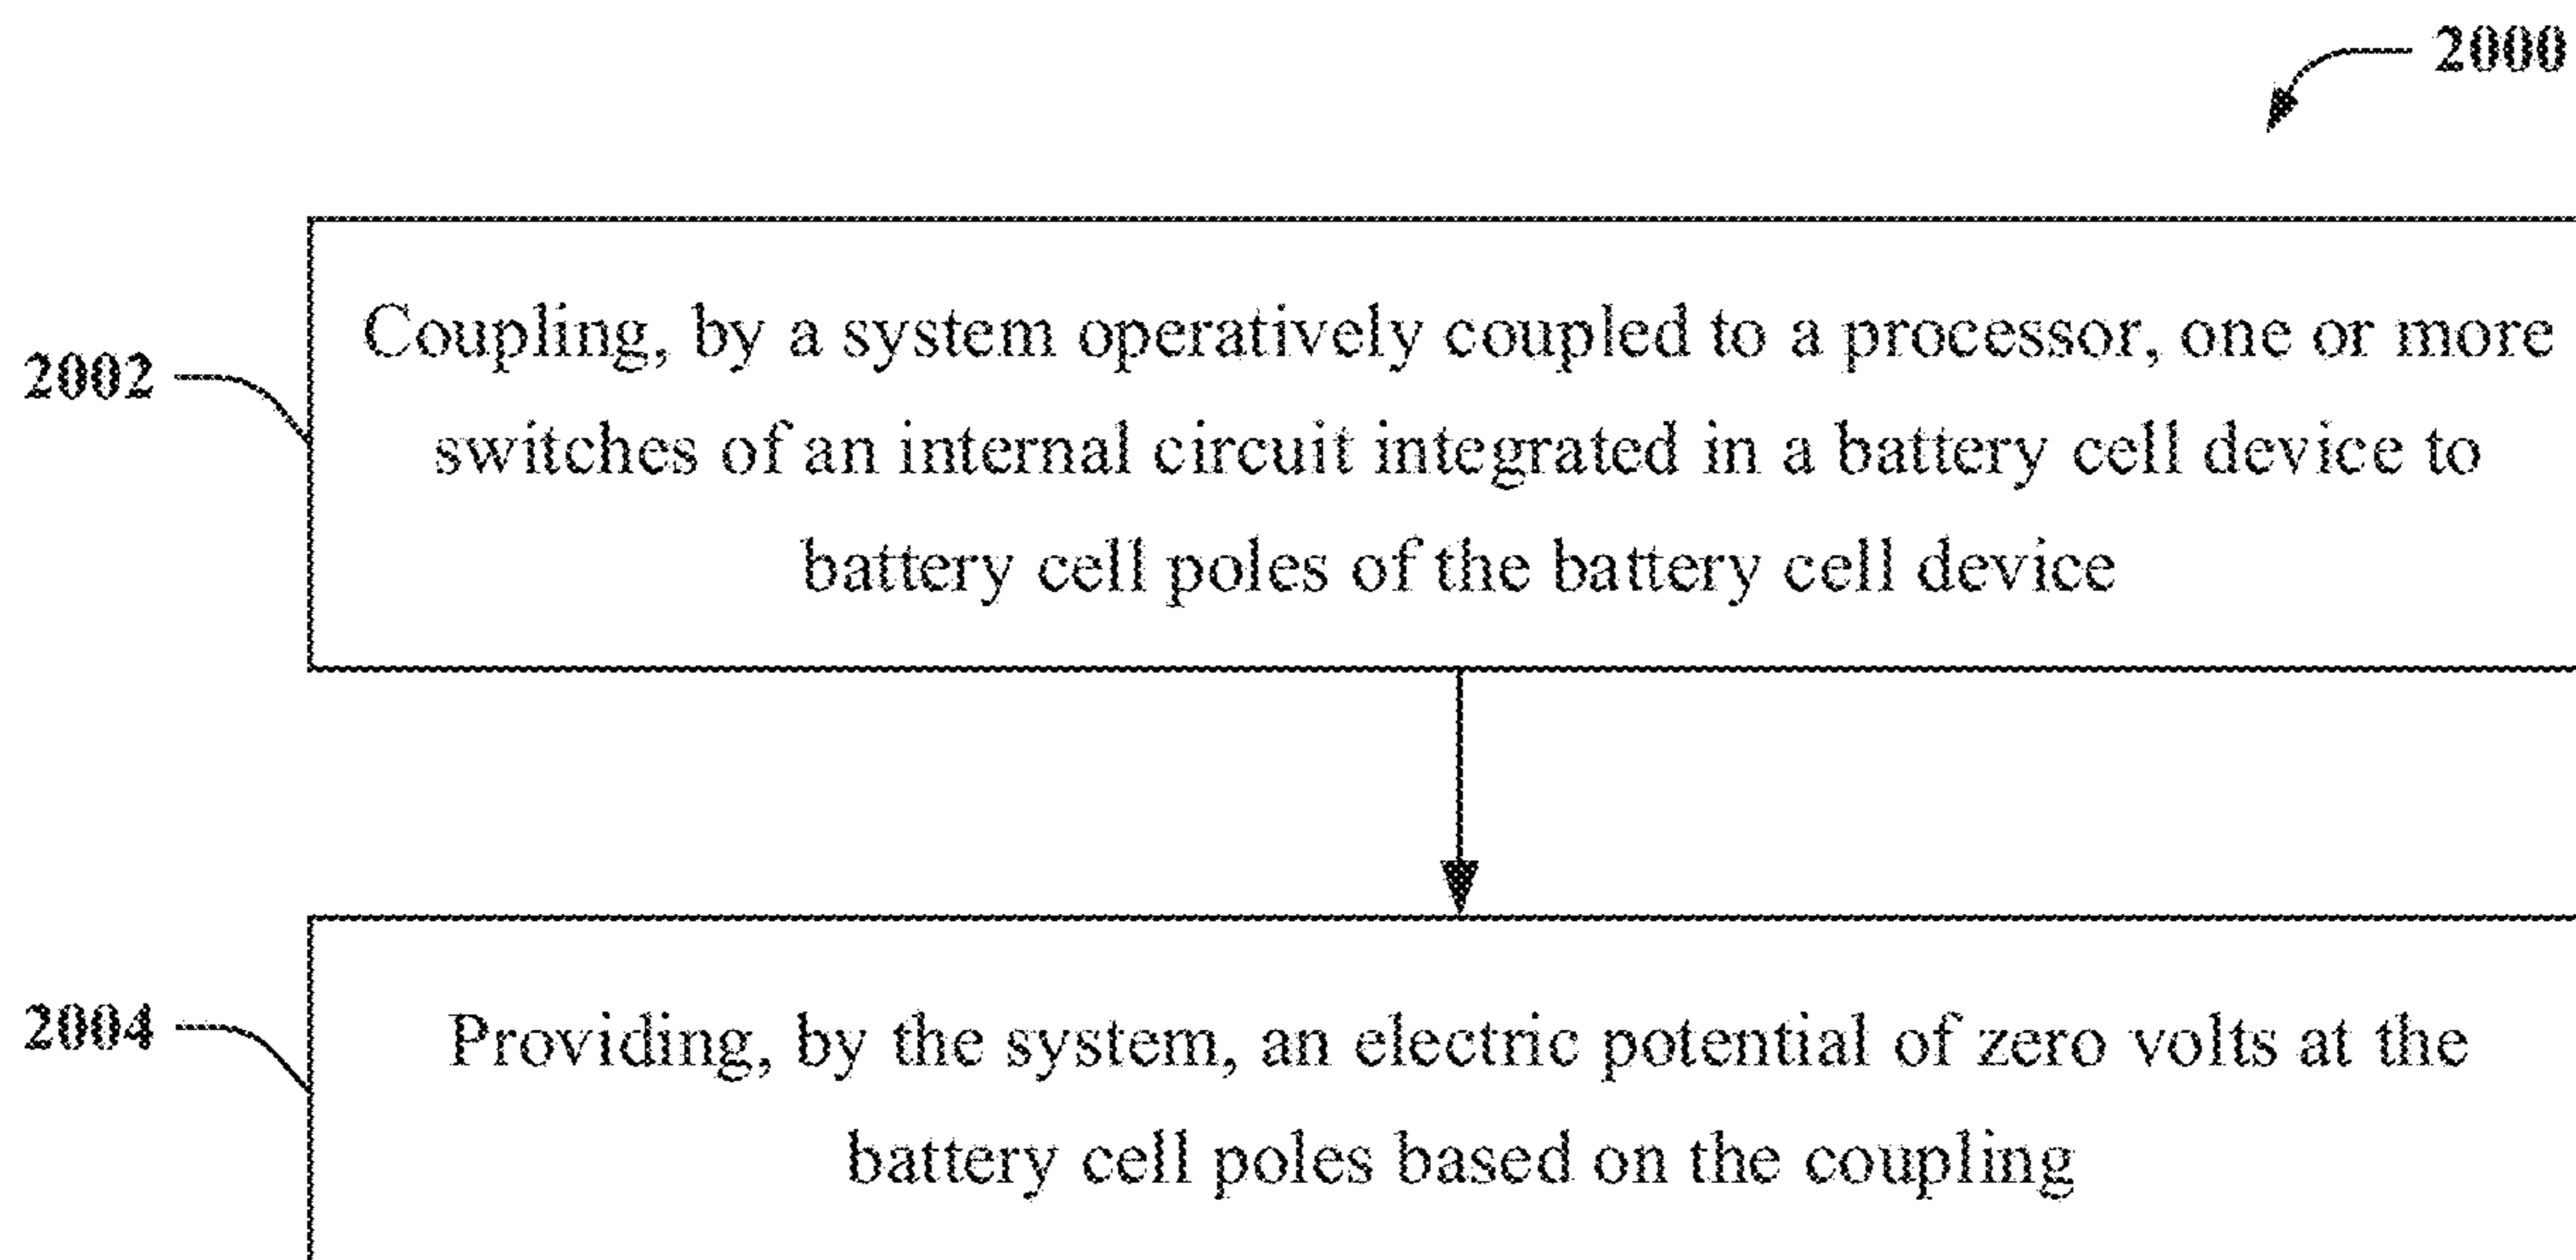 2000
2002
Coupling, by a system operatively coupled to a processor, one or more
switches of an internal circuit integrated in a battery cell device to
battery cell poles of the battery cell device
2004
Providing, by the system, an electric potential of zero volts at the
battery cell poles based on the coupling